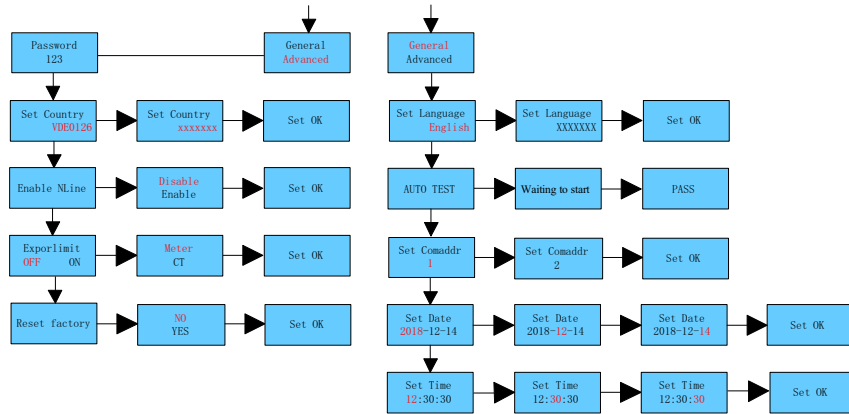 Password
123
General
Advanced
Set Country
VDE0126
Set Country
xxxxxxx
Set OK
Enable NLine
Disable
Enable
Set OK
Exporlimit
OFF ON
Meter
CT
Set OK
Reset factory
NO
YES
Set OK
General
Advanced
Set Language
English
Set Language
XXXXXXX
Set OK
AUTO TEST
Waiting to start
PASS
Set Comaddr
1
Set Comaddr
2
Set OK
Set Date
2018-12-14
Set Date
2018-12-14
Set Date
2018-12-14
Set OK
Set Time
12:30:30
Set Time
12:30:30
Set Time
12:30:30
Set OK